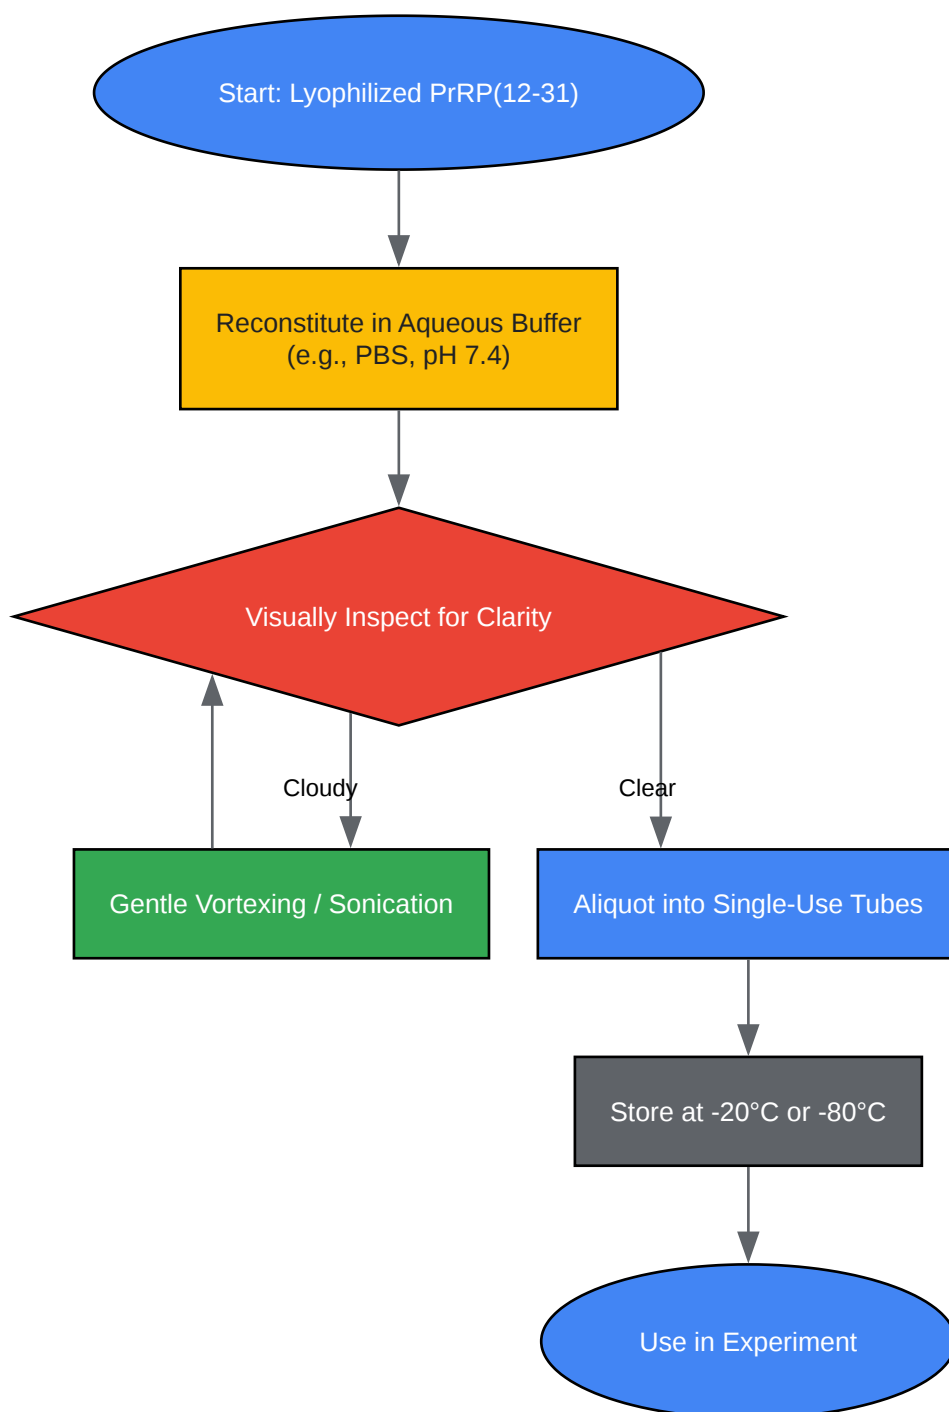 Start: Lyophilized PrRP(12-31)
Reconstitute in Aqueous Buffer
(e.g., PBS, pH 7.4)
Visually Inspect for Clarity
Cloudy
Clear
Gentle Vortexing / Sonication
Aliquot into Single-Use Tubes
Store at -20°C or -80°C
Use in Experiment